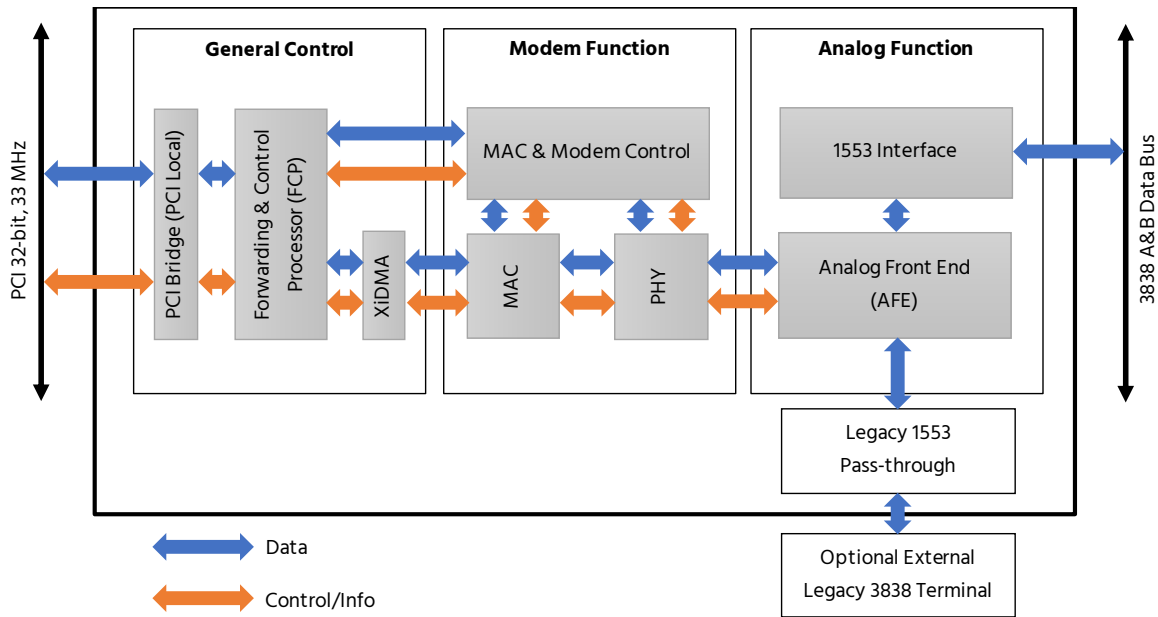 General Control
Modem Function
Analog Function
PCI 32-bit, 33 MHz
PCI Bridge (PCI Local)
Forwarding & Control
Processor (FCP)
XiDMA
MAC & Modem Control
MAC
PHY
1553 Interface
Analog Front End
(AFE)
3838 A&B Data Bus
Legacy 1553
Pass-through
Optional External
Legacy 3838 Terminal
Data
Control/Info